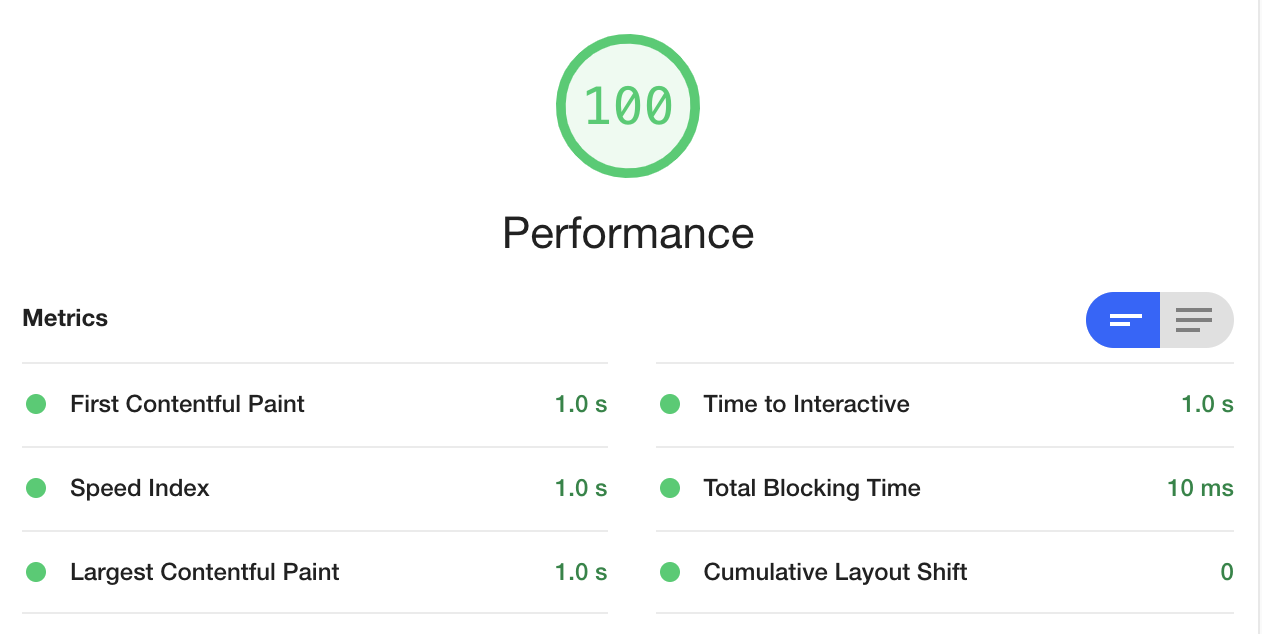 100
Performance
Metrics
First Contentful Paint 1.0 s
Speed Index 1.0 s
Largest Contentful Paint 1.0 s
Time to Interactive 1.0 s
Total Blocking Time 10 ms
Cumulative Layout Shift 0